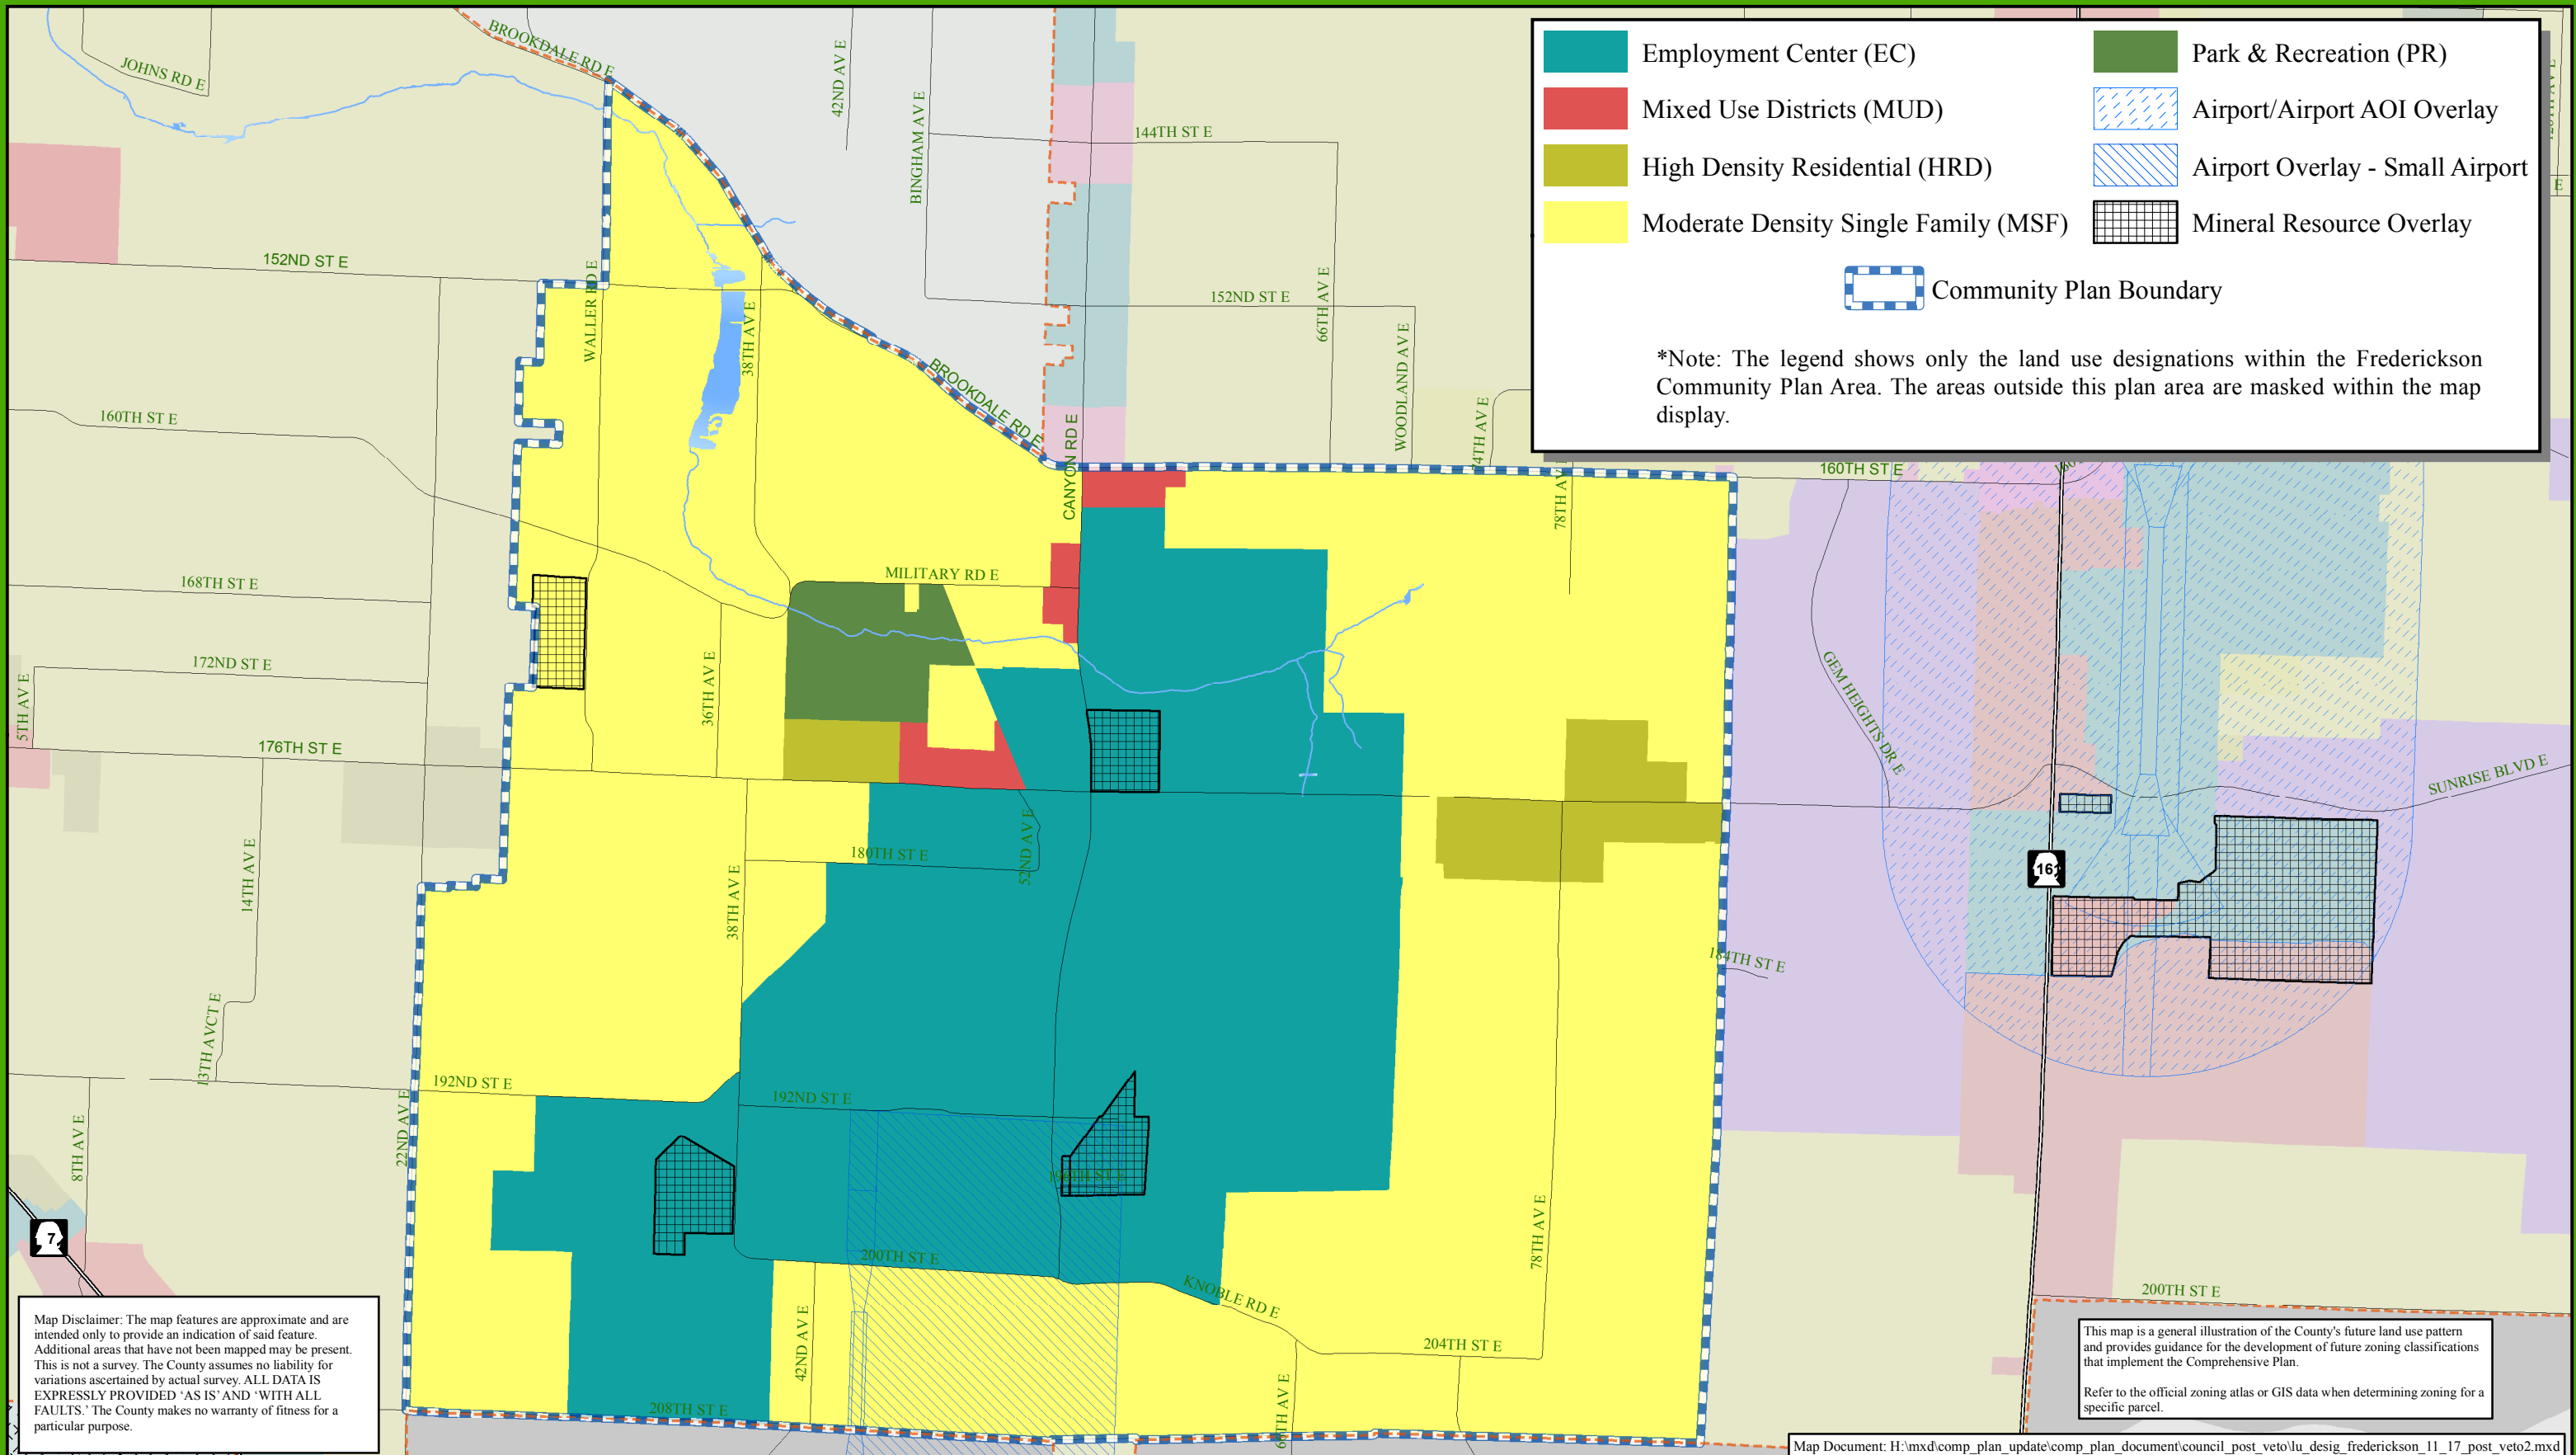 Employment Center (EC)
Mixed Use Districts (MUD)
High Density Residential (HRD)
Moderate Density Single Family (MSF)
Park & Recreation (PR)
Airport/Airport AOI Overlay
Airport Overlay - Small Airport
Mineral Resource Overlay
Community Plan Boundary
*Note: The legend shows only the land use designations within the Frederickson
Community Plan Area. The areas outside this plan area are masked within the map
display.
BROOKDALE RD E
JOHNS RD E
42ND AV E
BINGHAM AV E
144TH ST E
152ND ST E
WALLER RD E
38TH AV E
152ND ST E
66TH AV E
WOODLAND AV E
74TH AV E
BROOKDALE RD E
CANYON RD E
160TH ST E
160TH ST E
78TH AV E
MILITARY RD E
168TH ST E
172ND ST E
5TH AV E
36TH AV E
176TH ST E
GEM HEIGHTS DR E
SUNRISE BLVD E
14TH AV E
38TH AV E
180TH ST E
52ND AV E
161
184TH ST E
13TH AVCT E
192ND ST E
192ND ST E
22ND AV E
8TH AV E
196TH ST E
7
200TH ST E
KNOBLE RD E
78TH AV E
200TH ST E
42ND AV E
204TH ST E
66TH AV E
208TH ST E
Map Disclaimer: The map features are approximate and are
intended only to provide an indication of said feature.
Additional areas that have not been mapped may be present.
This is not a survey. The County assumes no liability for
variations ascertained by actual survey. ALL DATA IS
EXPRESSLY PROVIDED ‘AS IS’ AND ‘WITH ALL
FAULTS.’ The County makes no warranty of fitness for a
particular purpose.
This map is a general illustration of the County's future land use pattern
and provides guidance for the development of future zoning classifications
that implement the Comprehensive Plan.
Refer to the official zoning atlas or GIS data when determining zoning for a
specific parcel.
Map Document: H:\mxd\comp_plan_update\comp_plan_document\council_post_veto\lu_desig_frederickson_11_17_post_veto2.mxd